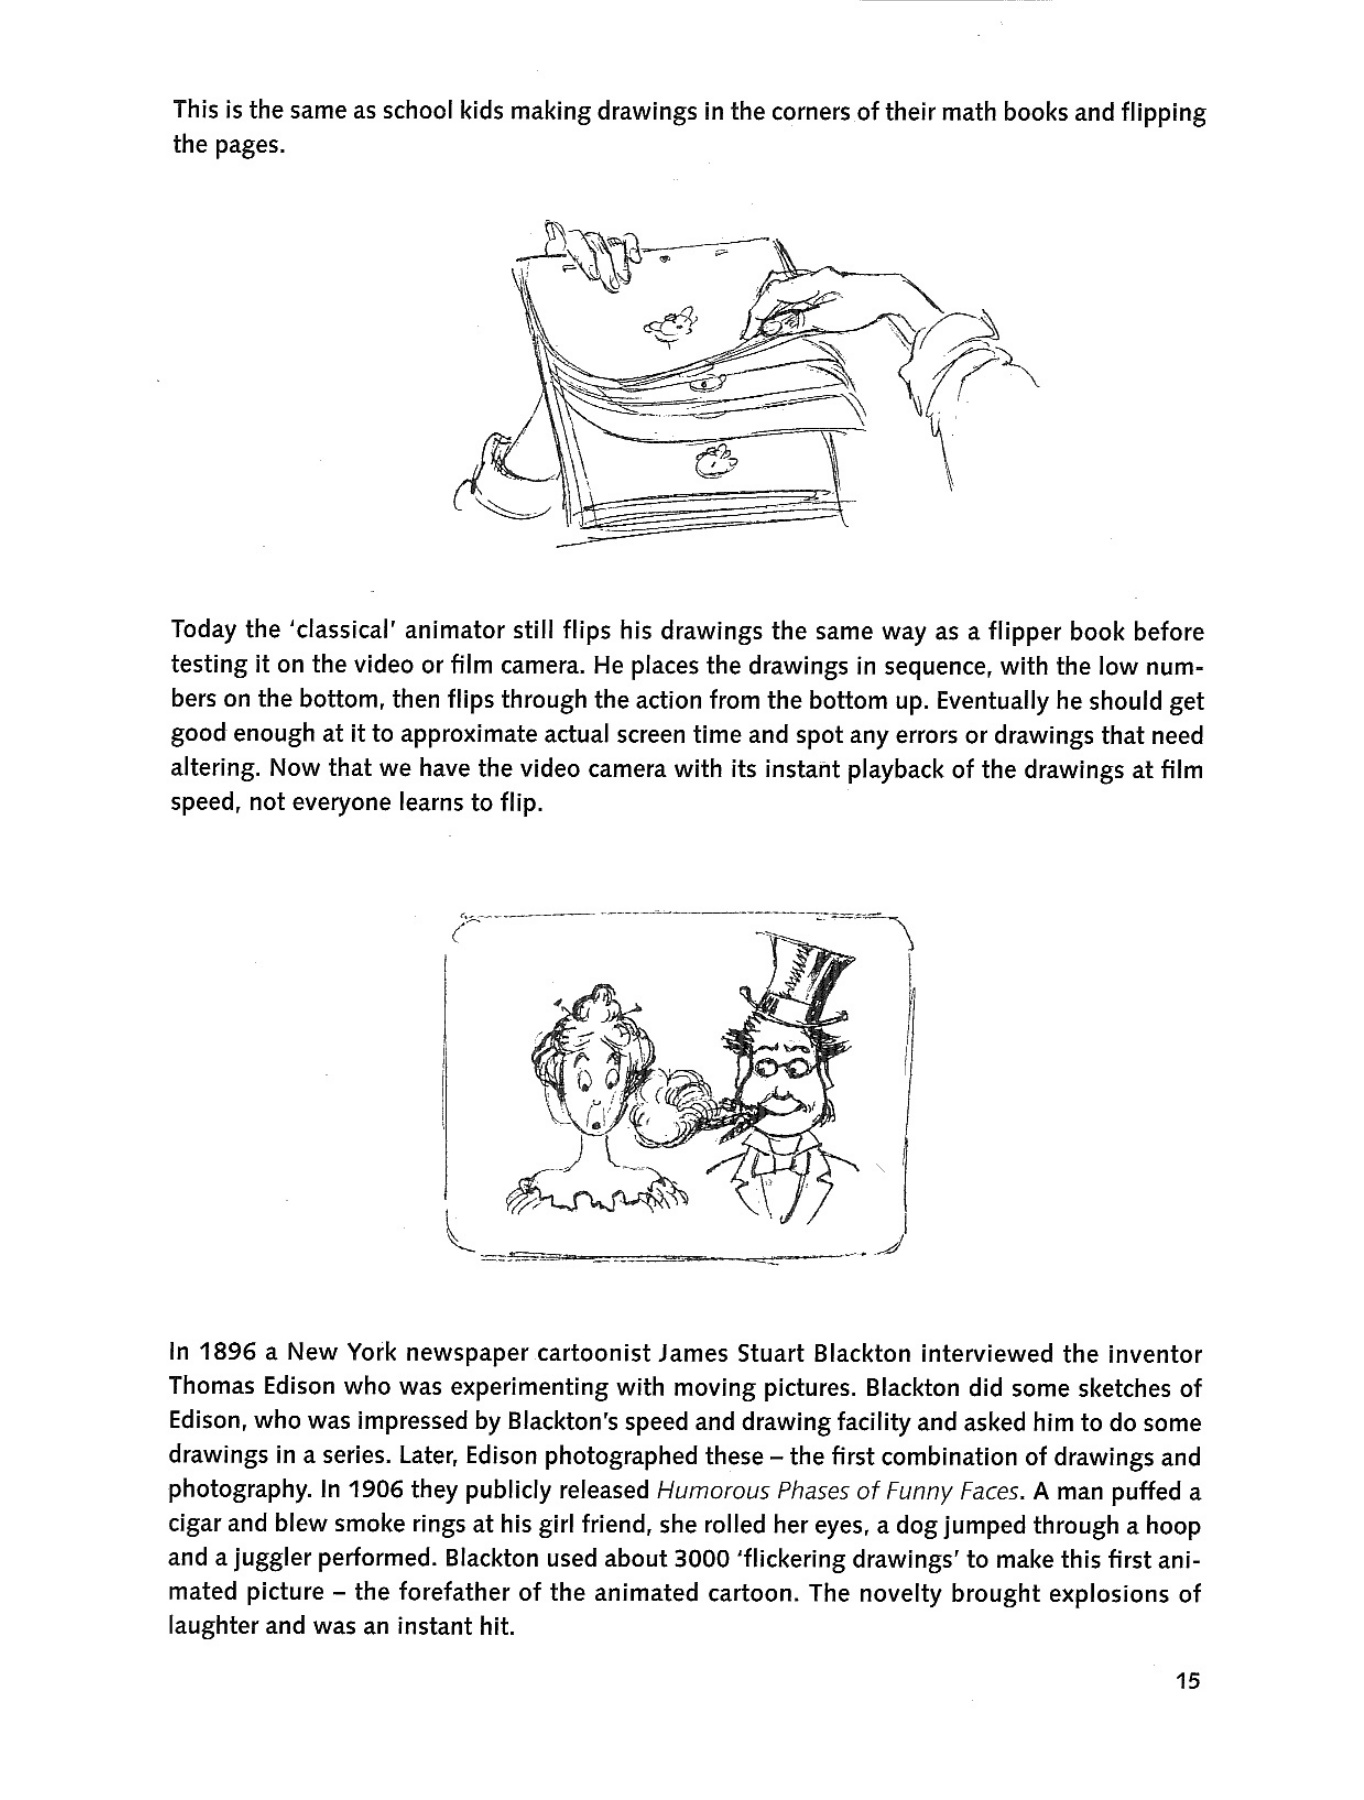 This is the same as school kids making drawings in the corners of their math books and flipping
the pages.
Today the ‘classical’ animator still flips his drawings the same way as a flipper book before
testing it on the video or film camera. He places the drawings in sequence, with the low num-
bers on the bottom, then flips through the action from the bottom up. Eventually he should get
good enough at it to approximate actual screen time and spot any errors or drawings that need
altering. Now that we have the video camera with its instant playback of the drawings at film
speed, not everyone learns to flip.
In 1896 a New York newspaper cartoonist James Stuart Blackton interviewed the inventor
Thomas Edison who was experimenting with moving pictures. Blackton did some sketches of
Edison, who was impressed by Blackton’s speed and drawing facility and asked him to do some
drawings in a series. Later, Edison photographed these – the first combination of drawings and
photography. In 1906 they publicly released Humorous Phases of Funny Faces. A man puffed a
cigar and blew smoke rings at his girl friend, she rolled her eyes, a dog jumped through a hoop
and a juggler performed. Blackton used about 3000 ‘flickering drawings’ to make this first ani-
mated picture – the forefather of the animated cartoon. The novelty brought explosions of
laughter and was an instant hit.
15